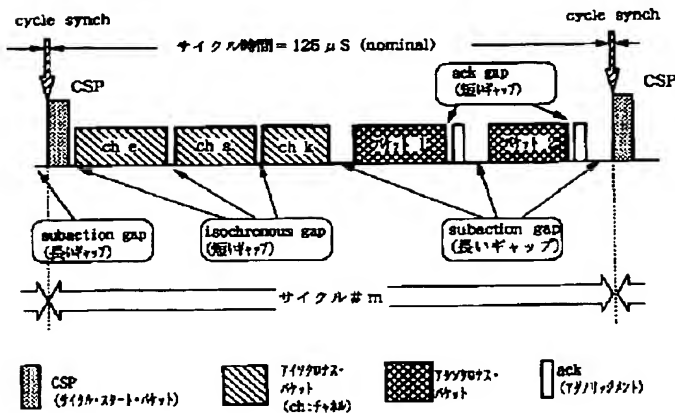 cycle synch
cycle synch
サイクル時間=125μS (nominal)
CSP
ack gap
(短いギャップ)
CSP
ch e
ch a
ch k
subaction gap
(長いギャップ)
isochronous gap
(短いギャップ)
subaction gap
(長いギャップ)
サイクル#m
CSP
(サイクル・スタート・パケット)
アイソクロナス・
パケット
(ch:チャネル)
アシンクロナス・
パケット
ack
(アクノリッジメント)